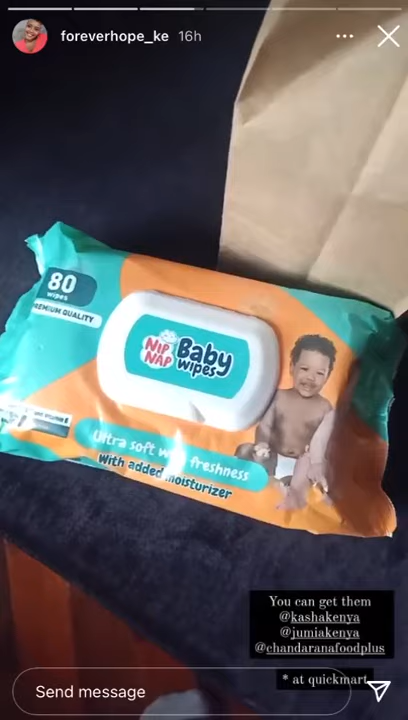 foreverhope_ke 16h
80
wipes
PREMIUM QUALITY
NIP
NAP
Baby
wipes
Ultra soft with freshness
With added moisturizer
You can get them
@kashakenya
@jumiakenya
@chandaranafoodplus
* at quickmart
Send message